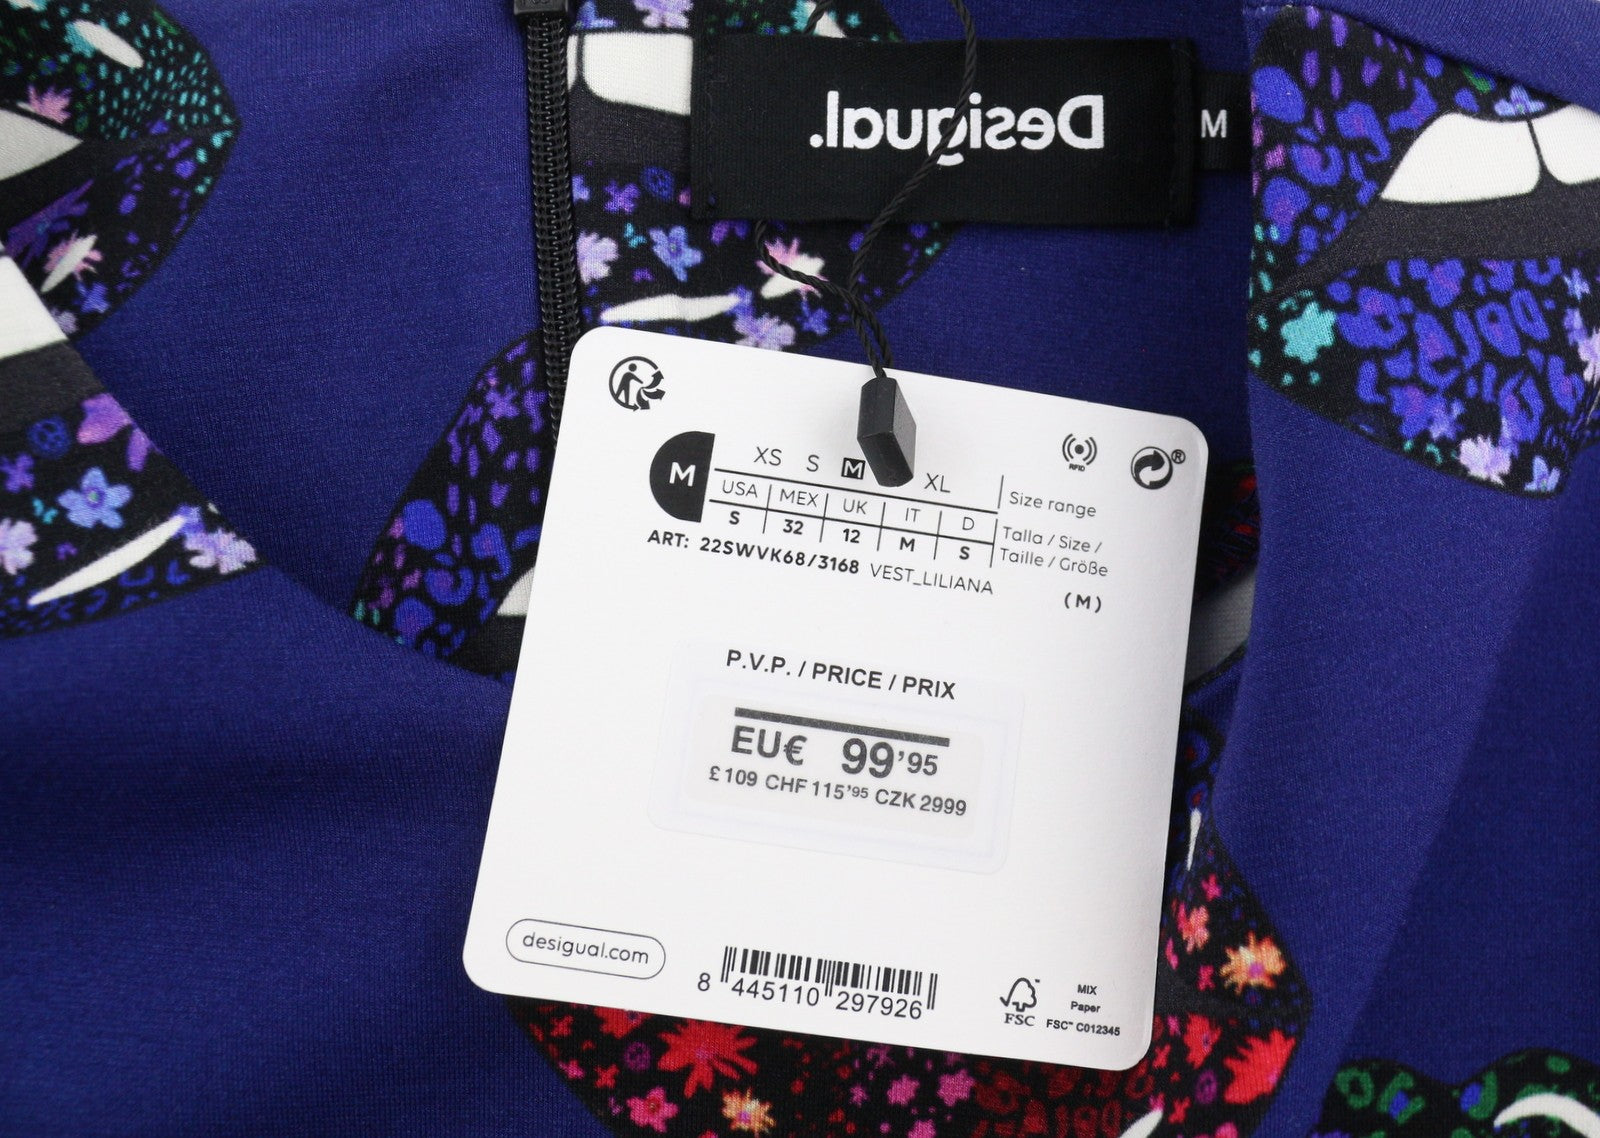 Desigual.
M
XS S M XL
Size range
RFID
®
M
USA MEX UK IT D
S 32 12 M S
Talla / Size /
Taille / Größe
ART: 22SWVK68/3168 VEST_LILIANA
(M)
P.V.P. / PRICE / PRIX
EU€ 99'95
£109 CHF 115'95 CZK 2999
desigual.com
8 445110 297926
FSC™
MIX
Paper
FSC™ C012345